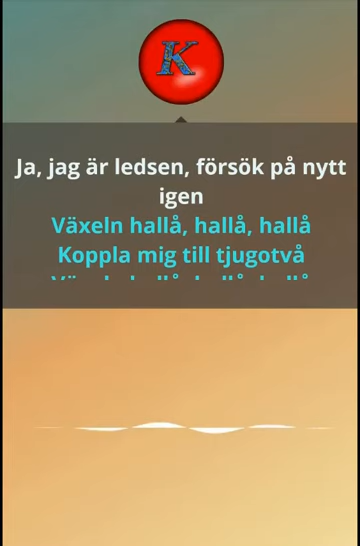 K
Ja, jag är ledsen, försök på nytt
igen
Växeln hallå, hallå, hallå
Koppla mig till tjugotvå